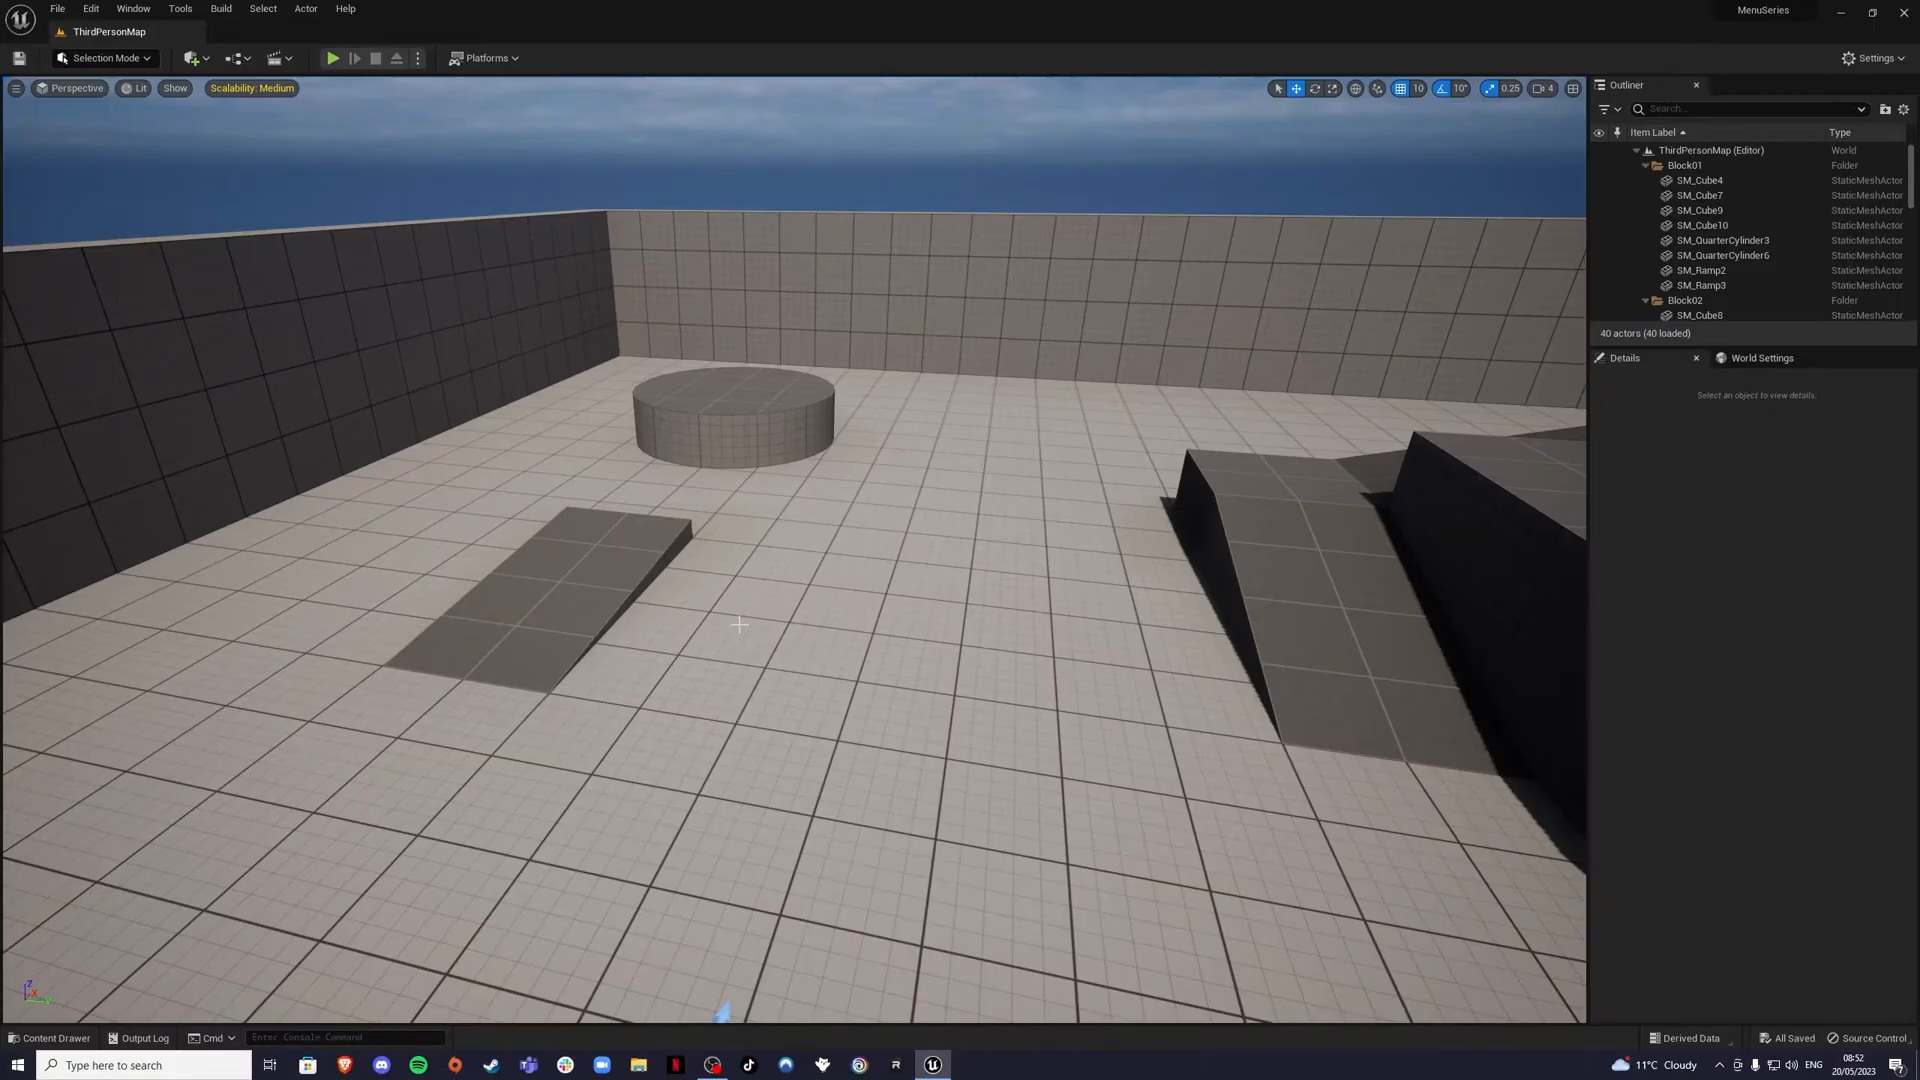 File Edit Window Tools Build Select Actor Help
MenuSeries
ThirdPersonMap
Selection Mode
Platforms
Settings
Perspective
Lit
Show
Scalability: Medium
10
10°
0.25
4
Outliner
Search...
Item Label
Type
ThirdPersonMap (Editor) World
Block01 Folder
SM_Cube4 StaticMeshActor
SM_Cube7 StaticMeshActor
SM_Cube9 StaticMeshActor
SM_Cube10 StaticMeshActor
SM_QuarterCylinder3 StaticMeshActor
SM_QuarterCylinder6 StaticMeshActor
SM_Ramp2 StaticMeshActor
SM_Ramp3 StaticMeshActor
Block02 Folder
SM_Cube8 StaticMeshActor
40 actors (40 loaded)
Details
World Settings
Select an object to view details.
Z
X
Y
Content Drawer
Output Log
Cmd
Enter Console Command
Derived Data
All Saved
Source Control
Type here to search
11°C Cloudy
ENG
08:52
20/05/2023
7